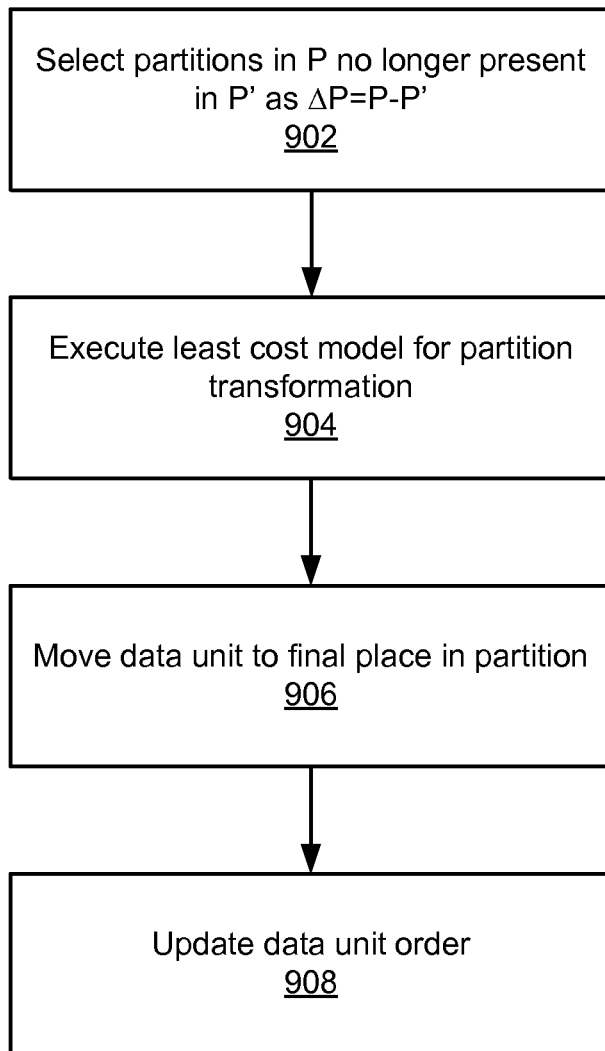 Select partitions in P no longer present
in P’ as ΔP=P-P’
902
Execute least cost model for partition
transformation
904
Move data unit to final place in partition
906
Update data unit order
908